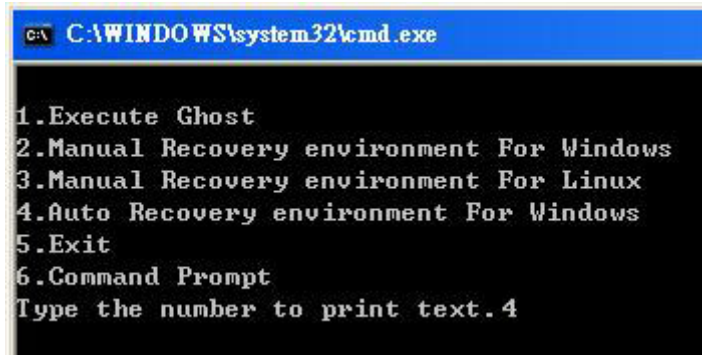 C:\WINDOWS\system32\cmd.exe
1.Execute Ghost
2.Manual Recovery environment For Windows
3.Manual Recovery environment For Linux
4.Auto Recovery environment For Windows
5.Exit
6.Command Prompt
Type the number to print text.4